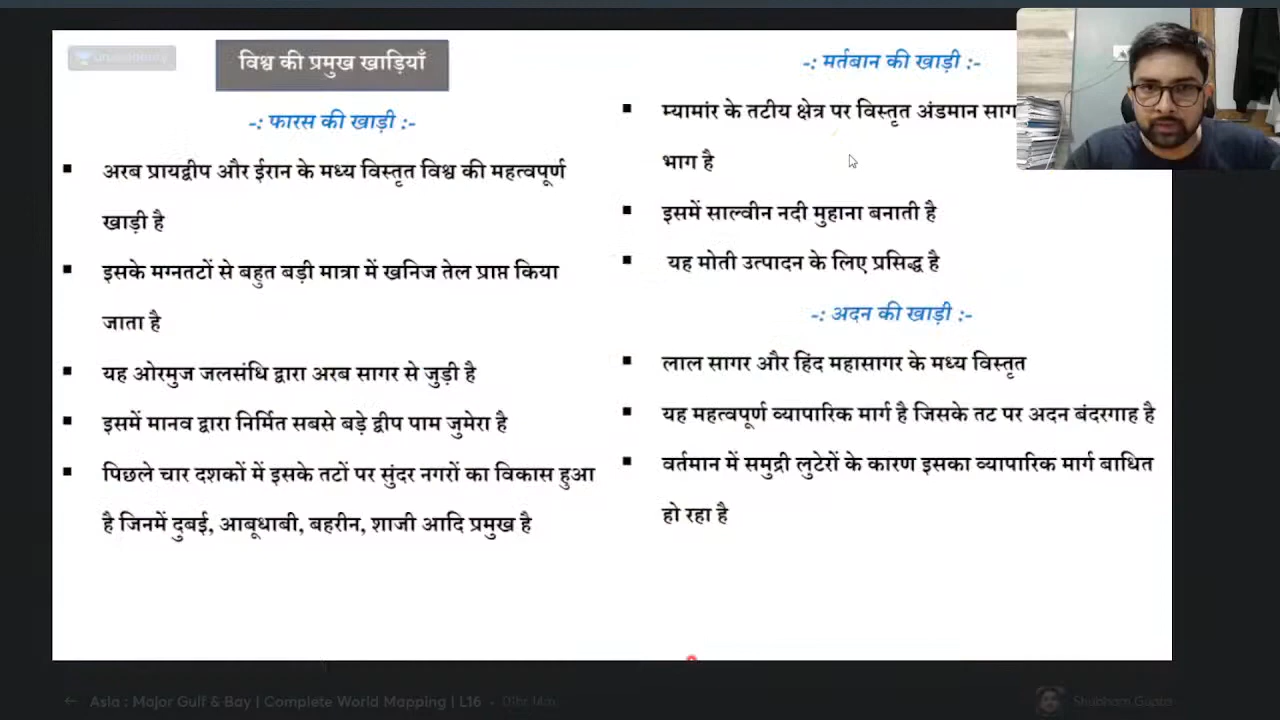 विश्व की प्रमुख खाड़ियाँ
-: फारस की खाड़ी :-
अरब प्रायद्वीप और ईरान के मध्य विस्तृत विश्व की महत्वपूर्ण
खाड़ी है
इसके मग्नतटों से बहुत बड़ी मात्रा में खनिज तेल प्राप्त किया
जाता है
यह ओरमुज जलसंधि द्वारा अरब सागर से जुड़ी है
इसमें मानव द्वारा निर्मित सबसे बड़े द्वीप पाम जुमेरा है
पिछले चार दशकों में इसके तटों पर सुंदर नगरों का विकास हुआ
है जिनमें दुबई, आबूधाबी, बहरीन, शाजी आदि प्रमुख है
-: मर्तबान की खाड़ी :-
म्यामांर के तटीय क्षेत्र पर विस्तृत अंडमान साग
भाग है
इसमें साल्वीन नदी मुहाना बनाती है
यह मोती उत्पादन के लिए प्रसिद्ध है
-: अदन की खाड़ी :-
लाल सागर और हिंद महासागर के मध्य विस्तृत
यह महत्वपूर्ण व्यापारिक मार्ग है जिसके तट पर अदन बंदरगाह है
वर्तमान में समुद्री लुटेरों के कारण इसका व्यापारिक मार्ग बाधित
हो रहा है
Asia : Major Gulf & Bay | Complete World Mapping | L16
Shubham Gupta